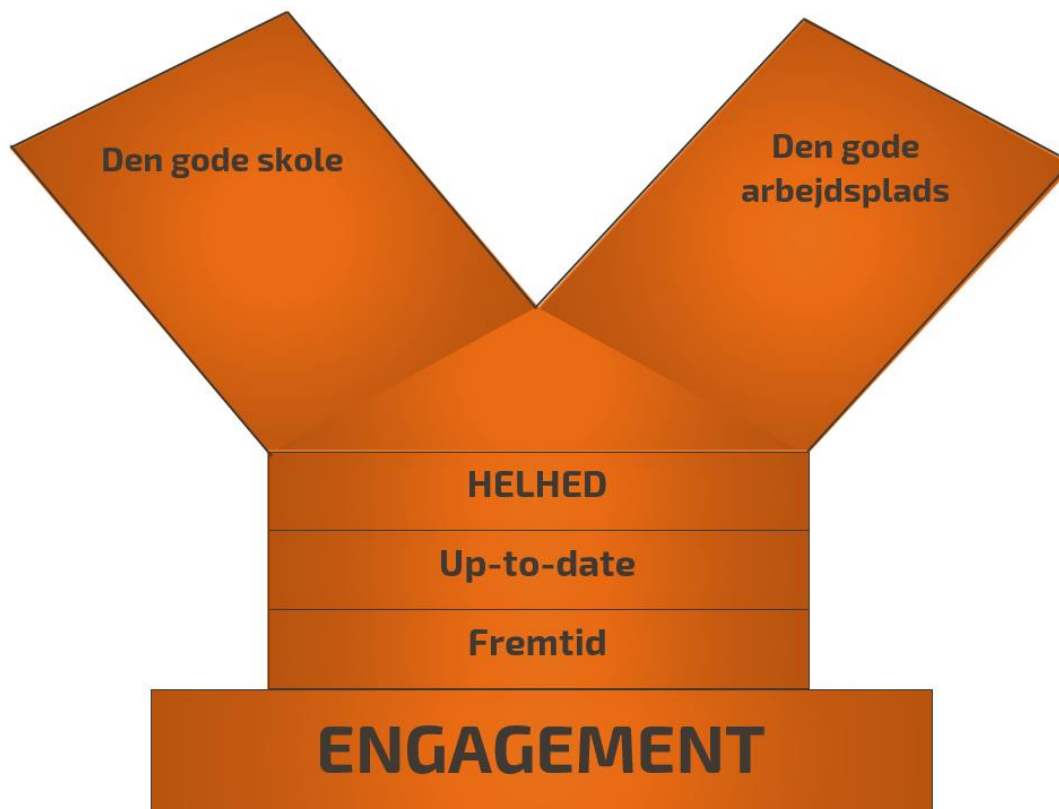 Den gode skole
Den gode
arbejdsplads
HELHED
Up-to-date
Fremtid
ENGAGEMENT